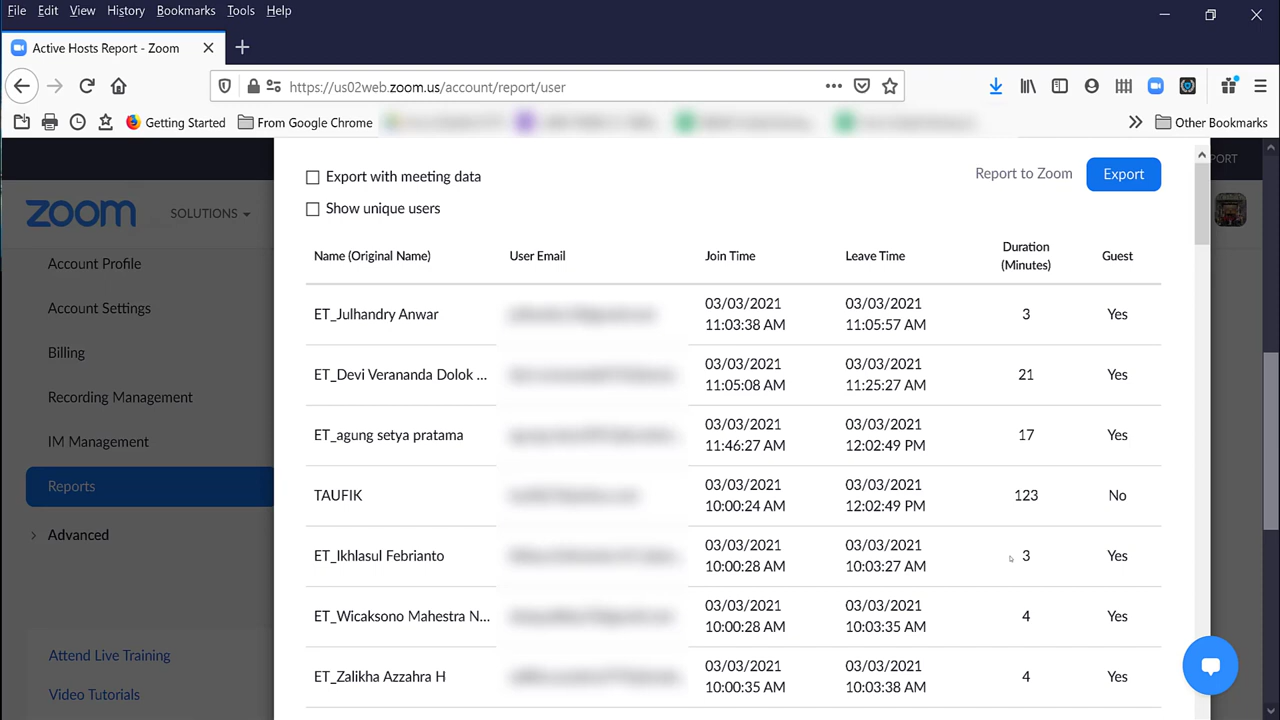 File Edit View History Bookmarks Tools Help
Active Hosts Report - Zoom
https://us02web.zoom.us/account/report/user
Getting Started From Google Chrome Other Bookmarks
Export with meeting data
Report to Zoom Export
Show unique users
PORT
zoom SOLUTIONS
Account Profile
Account Settings
Billing
Recording Management
IM Management
Reports
Advanced
Attend Live Training
Video Tutorials
Name (Original Name) User Email Join Time Leave Time Duration (Minutes) Guest
ET_Julhandry Anwar 03/03/2021 11:03:38 AM 03/03/2021 11:05:57 AM 3 Yes
ET_Devi Verananda Dolok ... 03/03/2021 11:05:08 AM 03/03/2021 11:25:27 AM 21 Yes
ET_agung setya pratama 03/03/2021 11:46:27 AM 03/03/2021 12:02:49 PM 17 Yes
TAUFIK 03/03/2021 10:00:24 AM 03/03/2021 12:02:49 PM 123 No
ET_Ikhlasul Febrianto 03/03/2021 10:00:28 AM 03/03/2021 10:03:27 AM 3 Yes
ET_Wicaksono Mahestra N... 03/03/2021 10:00:28 AM 03/03/2021 10:03:35 AM 4 Yes
ET_Zalikha Azzahra H 03/03/2021 10:00:35 AM 03/03/2021 10:03:38 AM 4 Yes